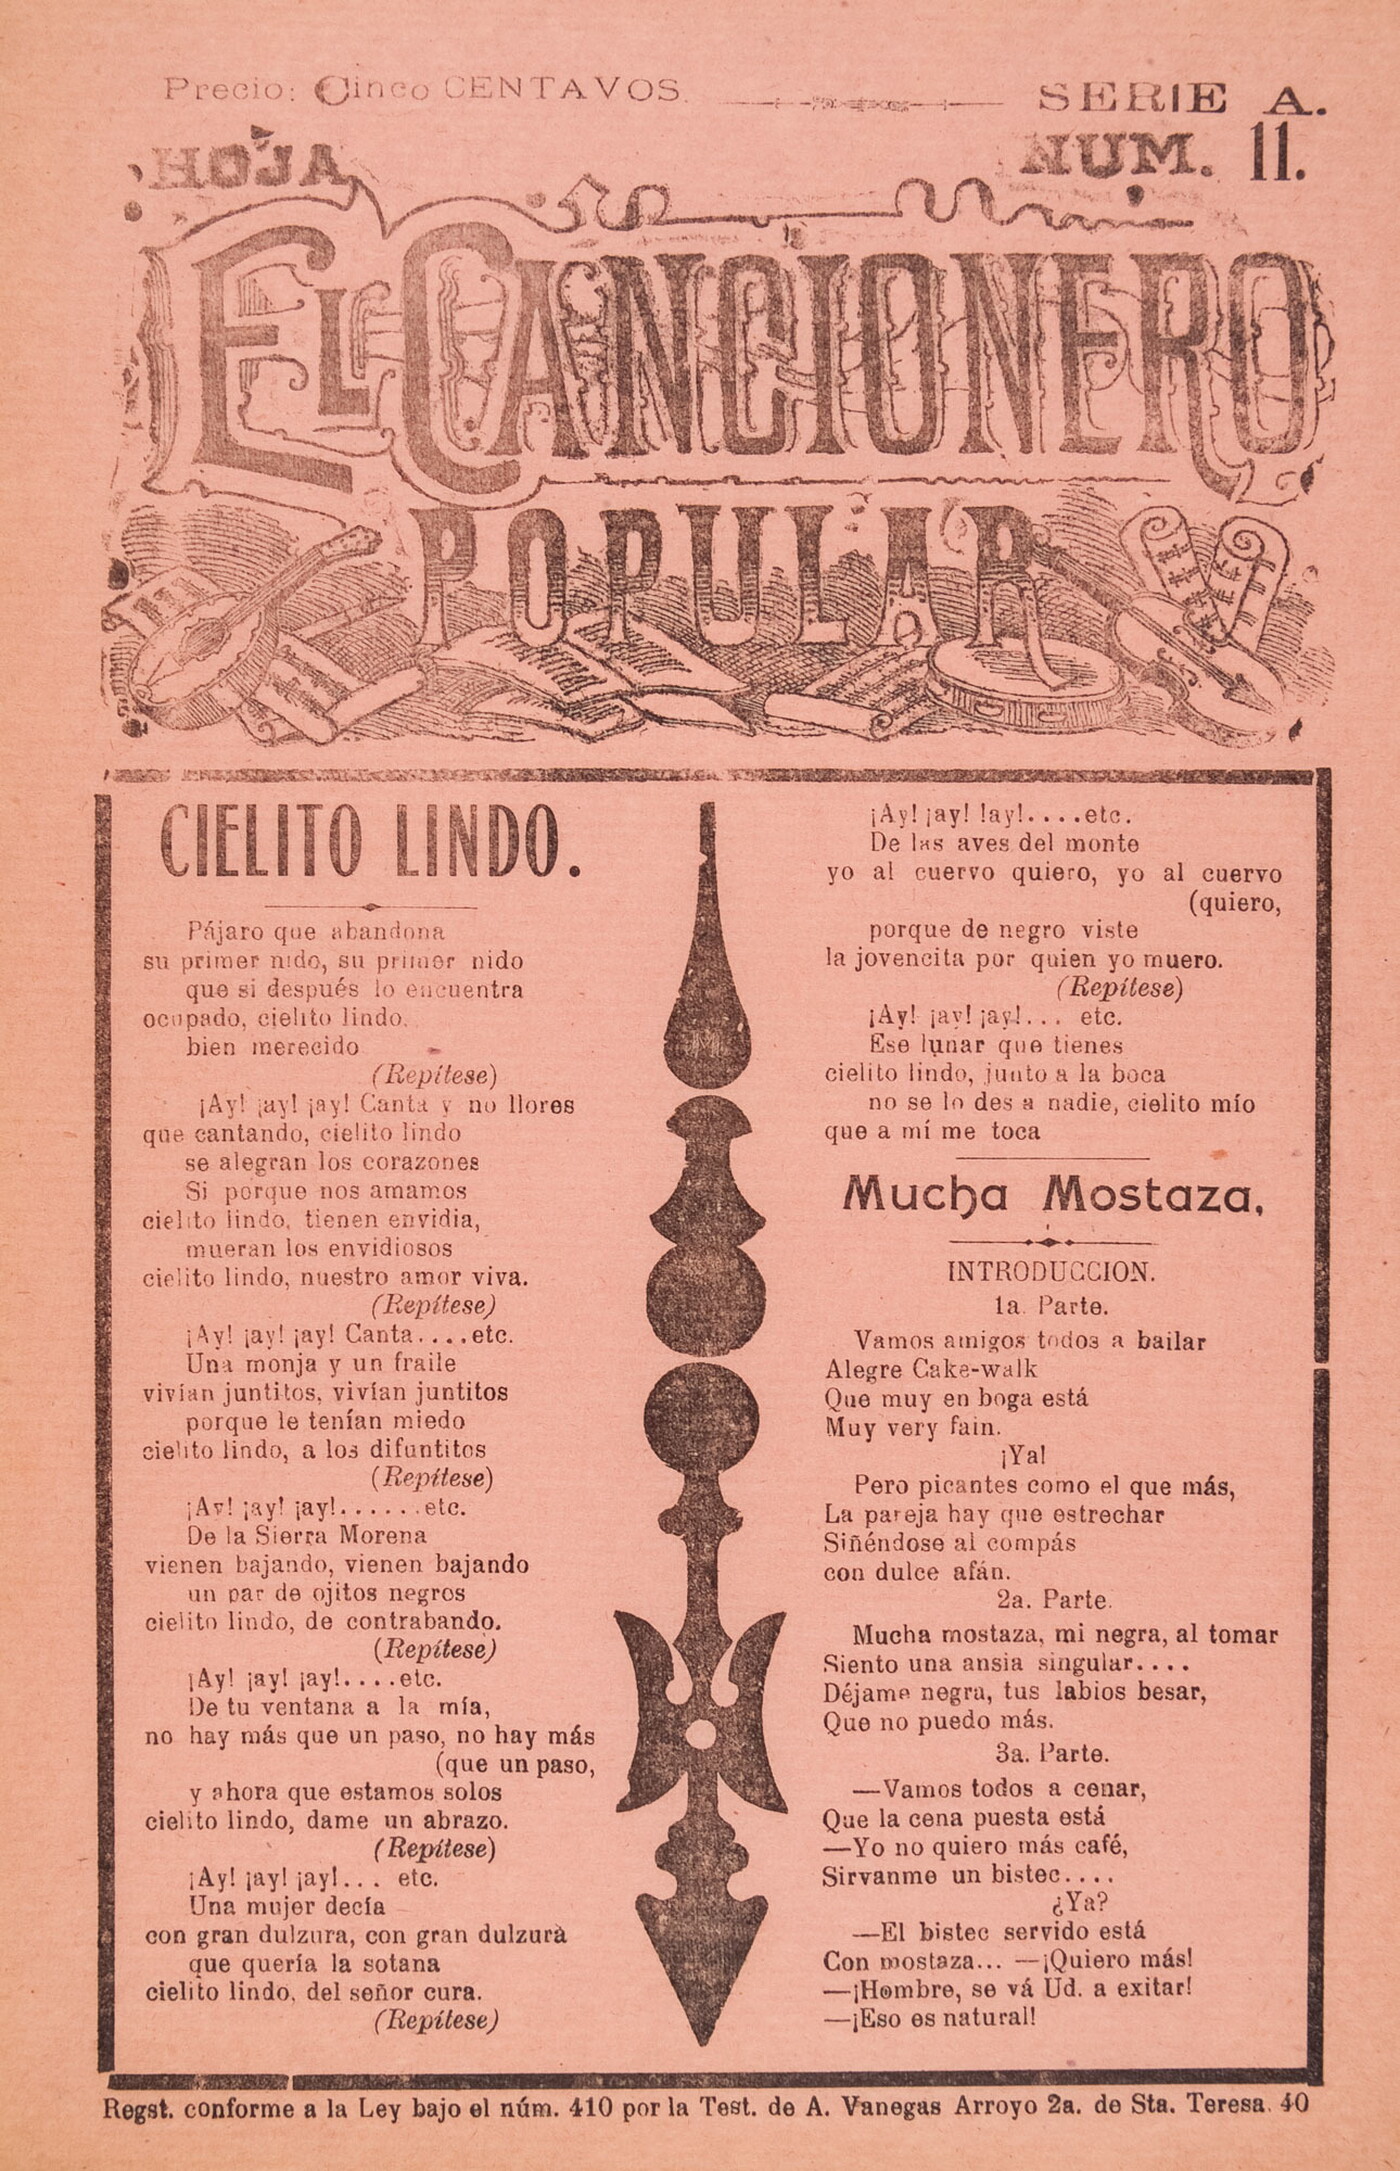 Precio: Cinco CENTAVOS.
SERIE A.
HOJA
NUM. 11.
EL CANCIONERO
POPULAR
CIELITO LINDO.
Pájaro que abandona
su primer nido, su primer nido
que si después lo encuentra
ocupado, cielito lindo.
bien merecido
(Repítese)
¡Ay! ¡ay! ¡ay! Canta y no llores
que cantando, cielito lindo
se alegran los corazones
Si porque nos amamos
cielito lindo, tienen envidia,
mueran los envidiosos
cielito lindo, nuestro amor viva.
(Repítese)
¡Ay! ¡ay! ¡ay! Canta....etc.
Una monja y un fraile
vivían juntitos, vivían juntitos
porque le tenían miedo
cielito lindo, a los difuntitos
(Repítese)
¡Ay! ¡ay! ¡ay!......etc.
De la Sierra Morena
vienen bajando, vienen bajando
un par de ojitos negros
cielito lindo, de contrabando.
(Repítese)
¡Ay! ¡ay! ¡ay!....etc.
De tu ventana a la mía,
no hay más que un paso, no hay más
(que un paso,
y ahora que estamos solos
cielito lindo, dame un abrazo.
(Repítese)
¡Ay! ¡ay! ¡ay!... etc.
Una mujer decía
con gran dulzura, con gran dulzura
que quería la sotana
cielito lindo, del señor cura.
(Repítese)
¡Ay! ¡ay! !ay!....etc.
De las aves del monte
yo al cuervo quiero, yo al cuervo
(quiero,
porque de negro viste
la jovencita por quien yo muero.
(Repítese)
¡Ay! ¡ay! ¡ay!... etc.
Ese lunar que tienes
cielito lindo, junto a la boca
no se lo des a nadie, cielito mío
que a mí me toca
Mucha Mostaza,
INTRODUCCION.
1a. Parte.
Vamos amigos todos a bailar
Alegre Cake-walk
Que muy en boga está
Muy very fain.
¡Ya!
Pero picantes como el que más,
La pareja hay que estrechar
Siñéndose al compás
con dulce afán.
2a. Parte.
Mucha mostaza, mi negra, al tomar
Siento una ansia singular....
Déjame negra, tus labios besar,
Que no puedo más.
3a. Parte.
—Vamos todos a cenar,
Que la cena puesta está
—Yo no quiero más café,
Sirvanme un bistec....
¿Ya?
—El bistec servido está
Con mostaza... —¡Quiero más!
—¡Hombre, se vá Ud. a exitar!
—¡Eso es natural!
Regst. conforme a la Ley bajo el núm. 410 por la Test. de A. Vanegas Arroyo 2a. de Sta. Teresa. 40